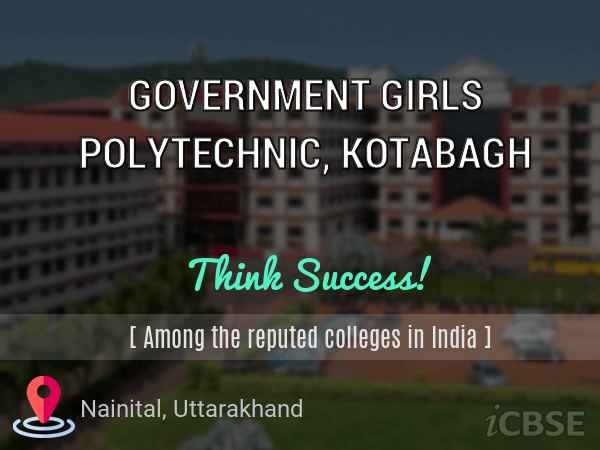 GOVERNMENT GIRLS
POLYTECHNIC, KOTABAGH
Think Success!
[ Among the reputed colleges in India ]
Nainital, Uttarakhand
iCBSE